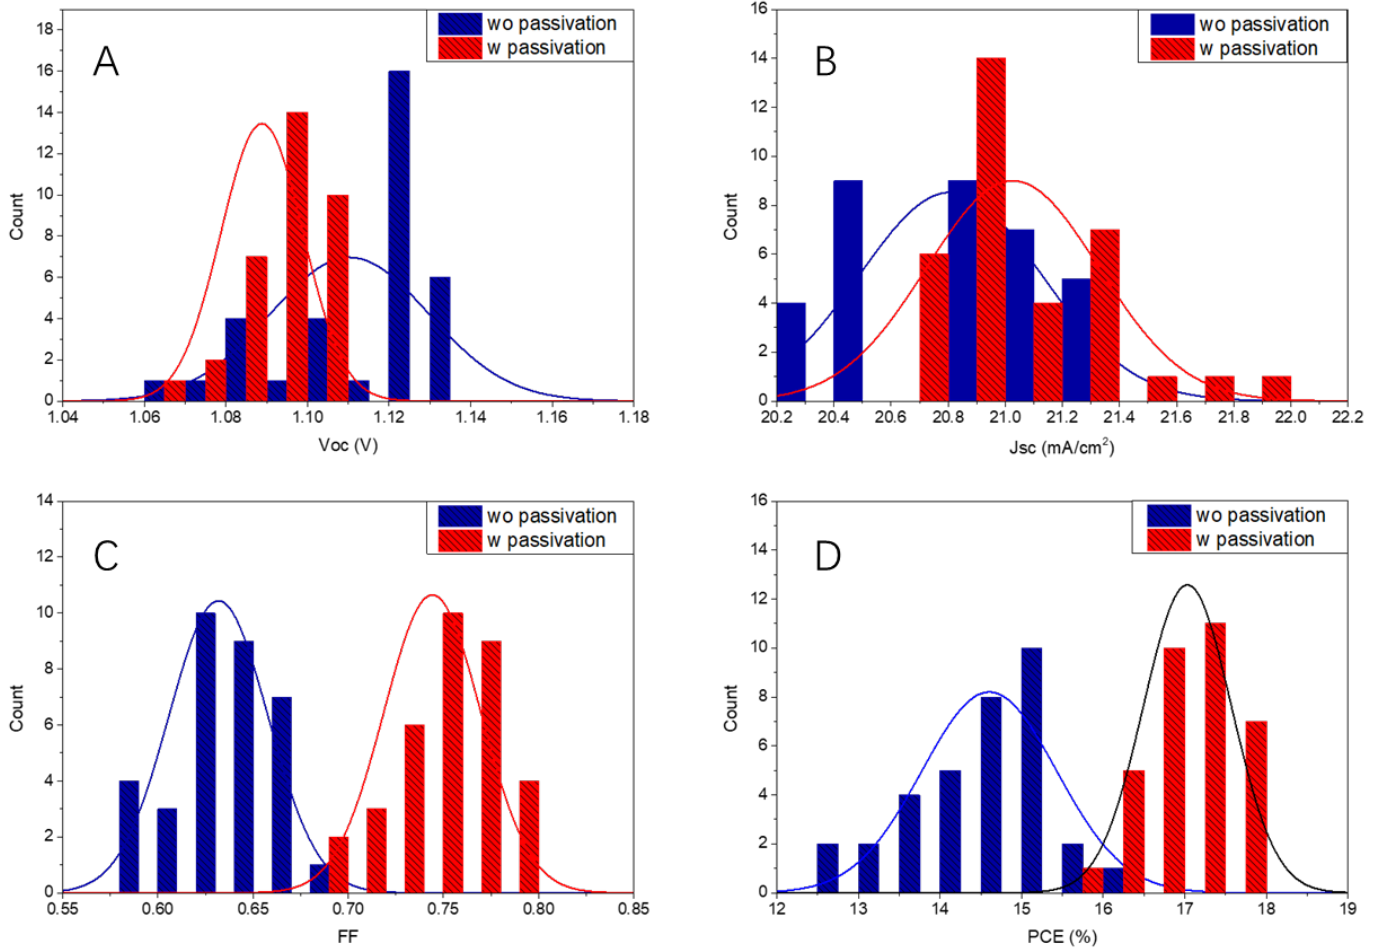 A
wo passivation
w passivation
Count
18
16
14
12
10
8
6
4
2
0
1.04 1.06 1.08 1.10 1.12 1.14 1.16 1.18
Voc (V)
B
wo passivation
w passivation
Count
16
14
12
10
8
6
4
2
0
20.2 20.4 20.6 20.8 21.0 21.2 21.4 21.6 21.8 22.0 22.2
Jsc (mA/cm²)
C
wo passivation
w passivation
Count
14
12
10
8
6
4
2
0
0.55 0.60 0.65 0.70 0.75 0.80 0.85
FF
D
wo passivation
w passivation
Count
16
14
12
10
8
6
4
2
0
12 13 14 15 16 17 18 19
PCE (%)